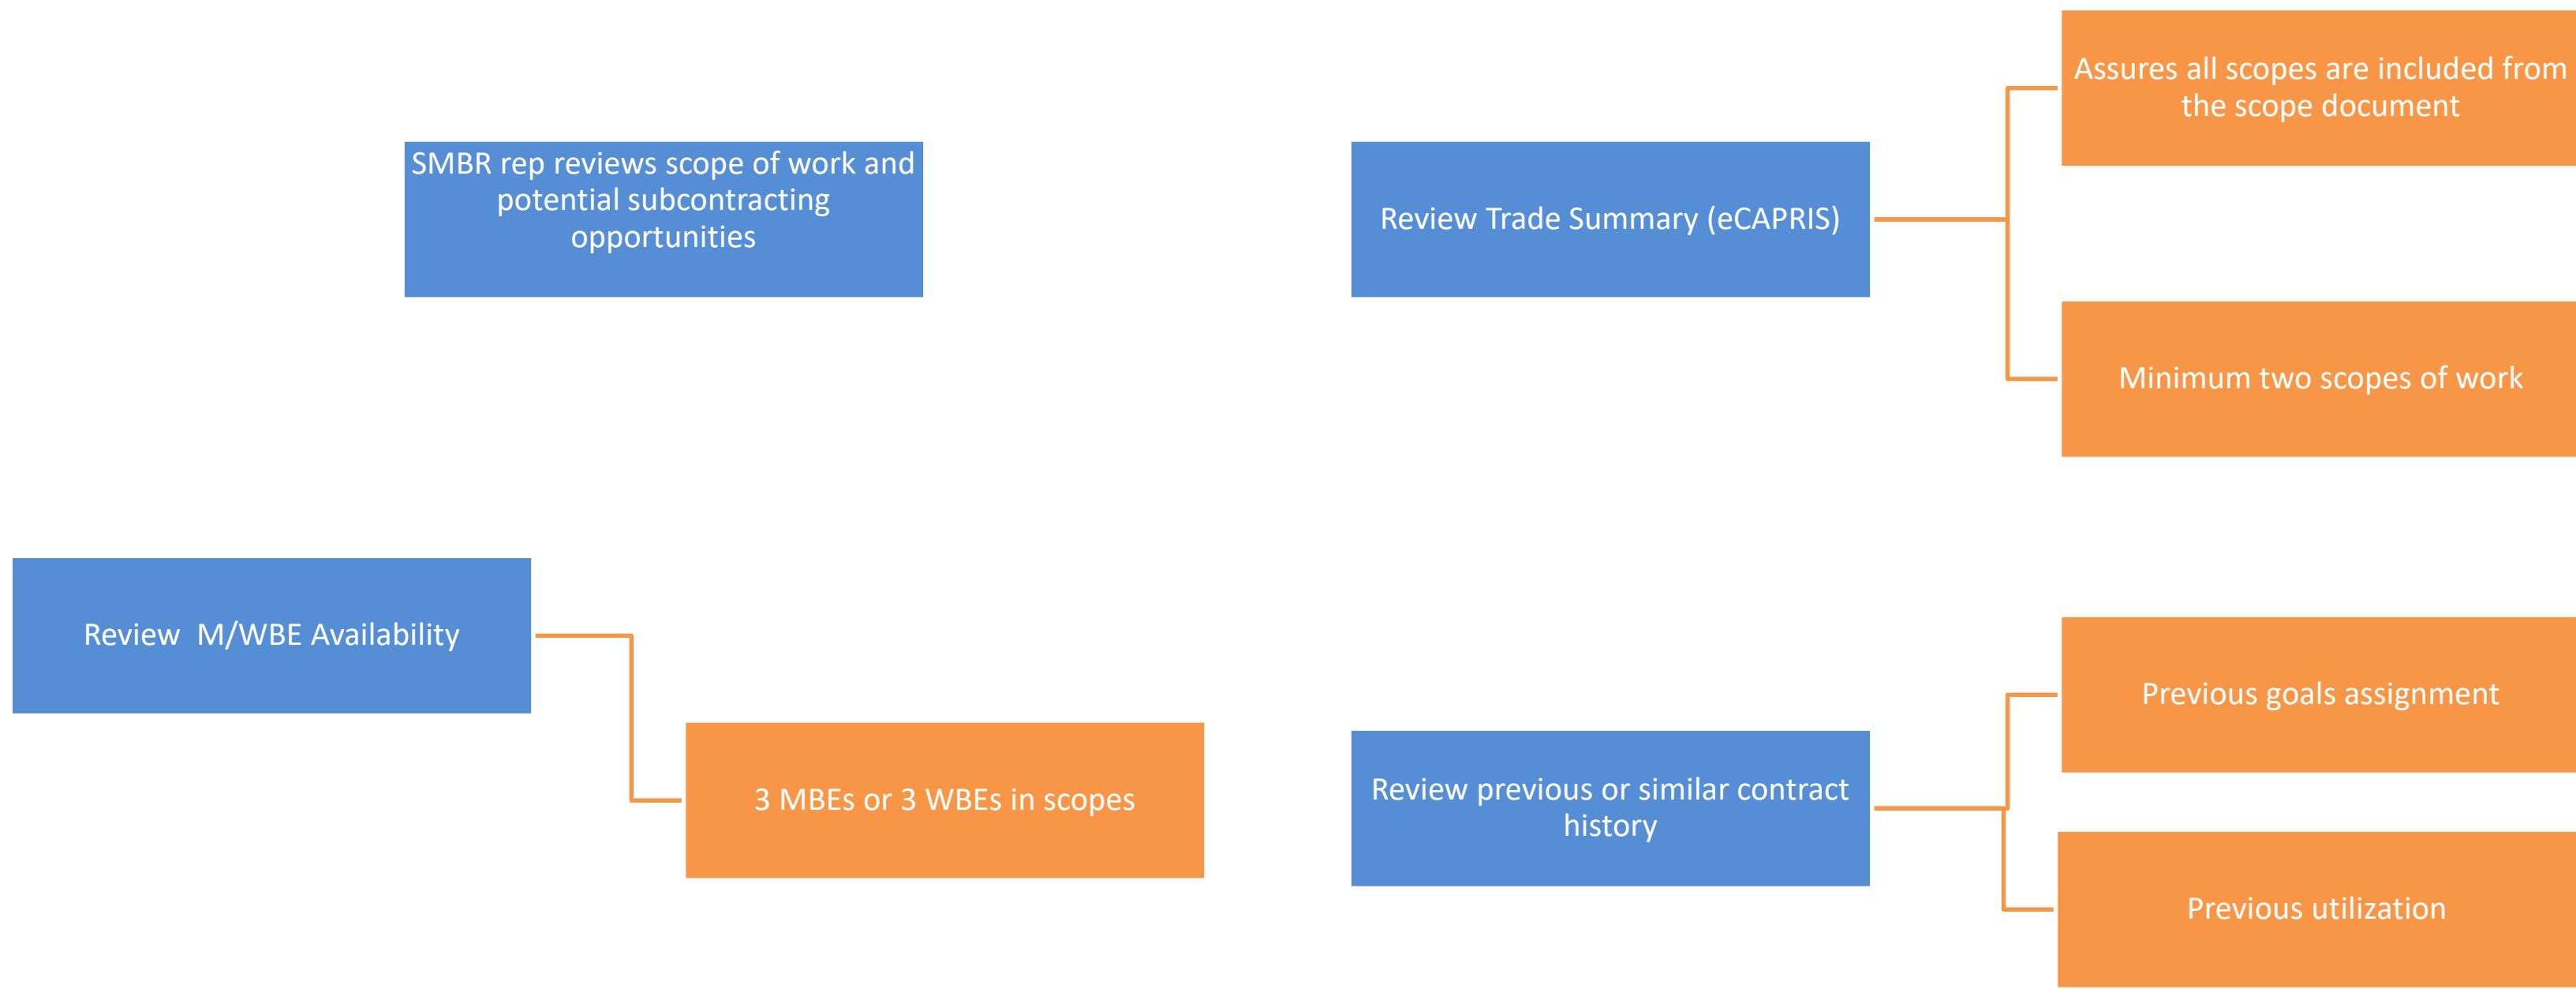 SMBR rep reviews scope of work and
potential subcontracting
opportunities
Review Trade Summary (eCAPRIS)
Assures all scopes are included from
the scope document
Minimum two scopes of work
Review  M/WBE Availability
3 MBEs or 3 WBEs in scopes
Review previous or similar contract
history
Previous goals assignment
Previous utilization